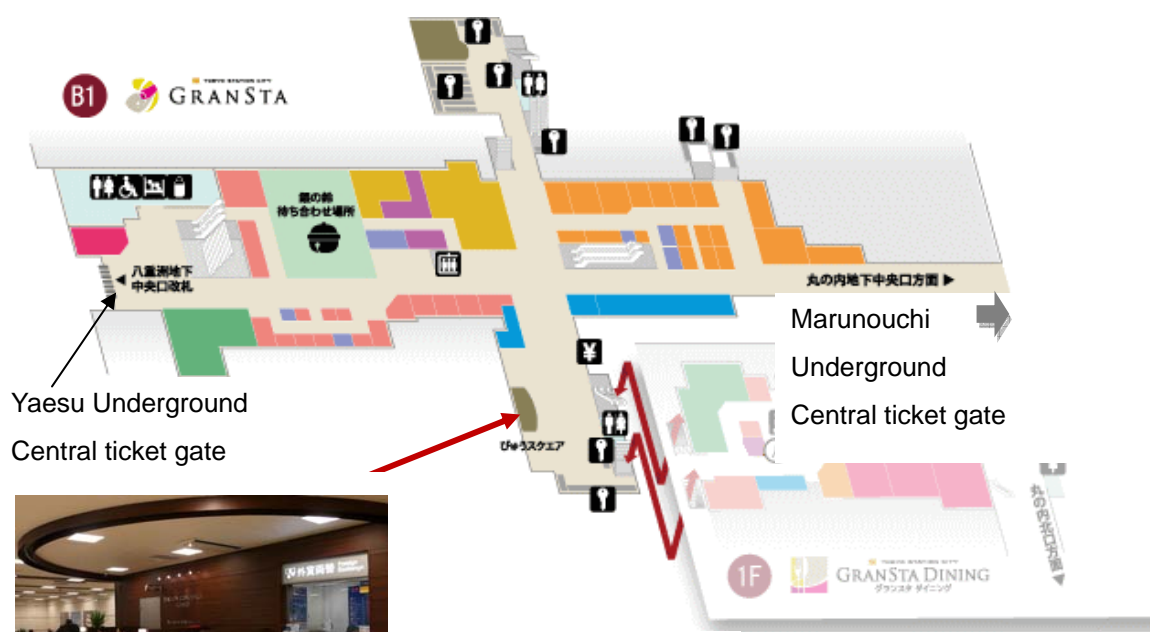 B1
TOKYO STATION CITY
GRANSTA
銀の鈴
待ち合わせ場所
八重洲地下
中央口改札
丸の内地下中央口方面
Marunouchi
Underground
Central ticket gate
¥
Yaesu Underground
Central ticket gate
びゅうスクエア
丸の内北口方面
外貨両替
1F
TOKYO STATION CITY
GRANSTA DINING
グランスタ ダイニング